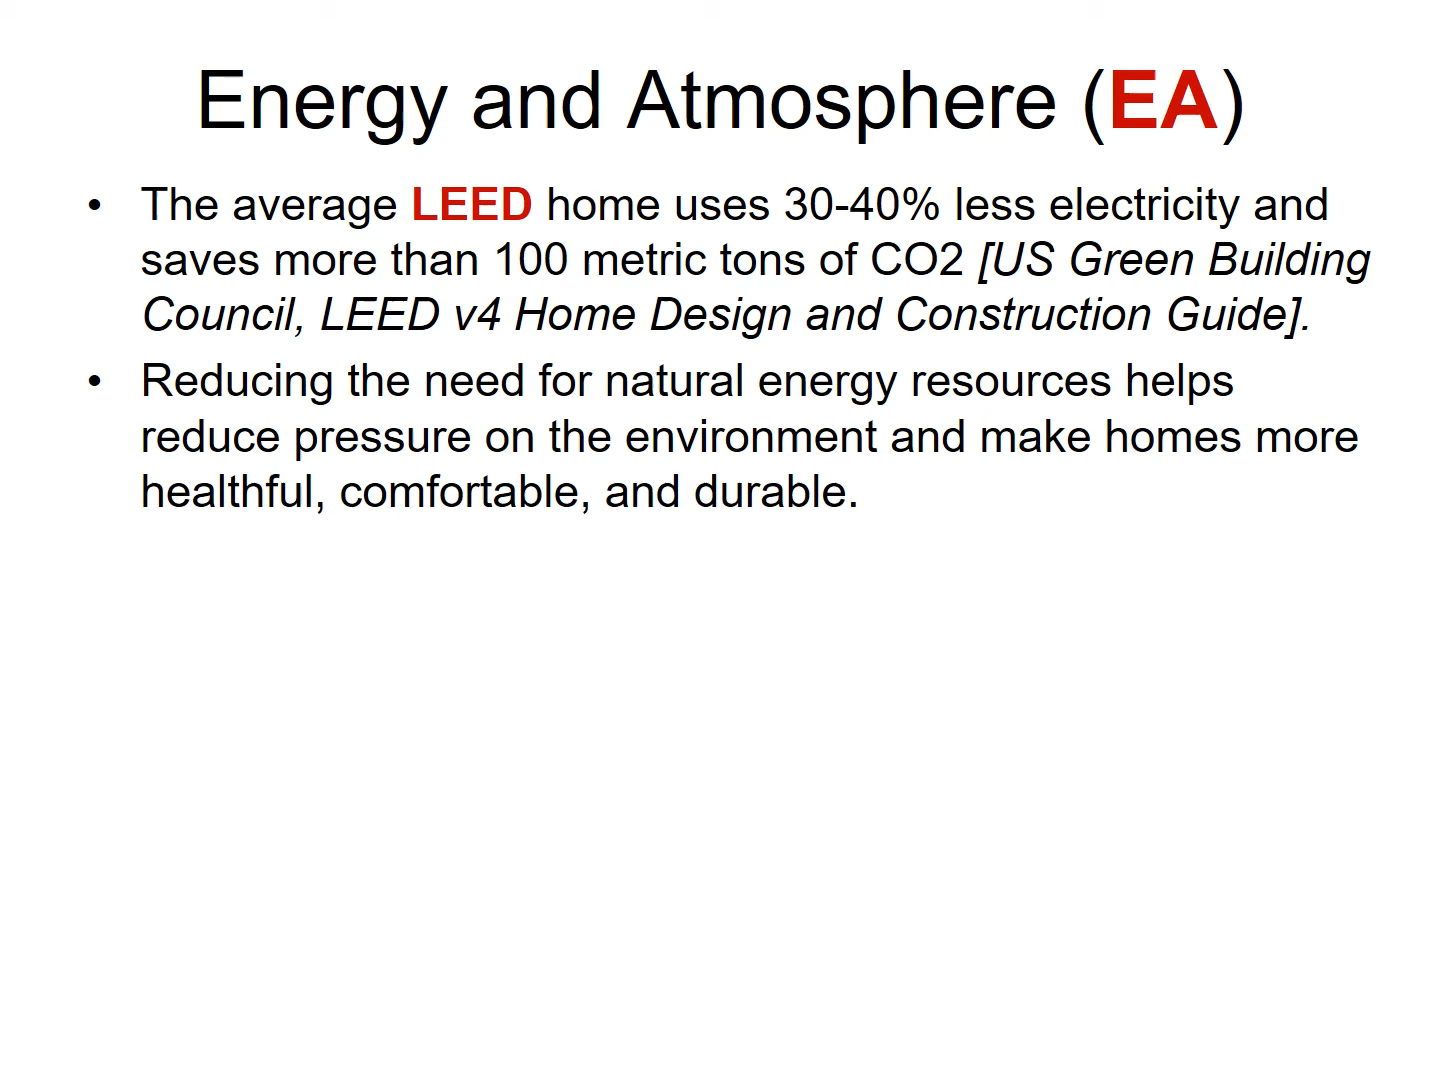 Energy and Atmosphere (EA)
• The average LEED home uses 30-40% less electricity and
saves more than 100 metric tons of CO2 [US Green Building
Council, LEED v4 Home Design and Construction Guide].
• Reducing the need for natural energy resources helps
reduce pressure on the environment and make homes more
healthful, comfortable, and durable.